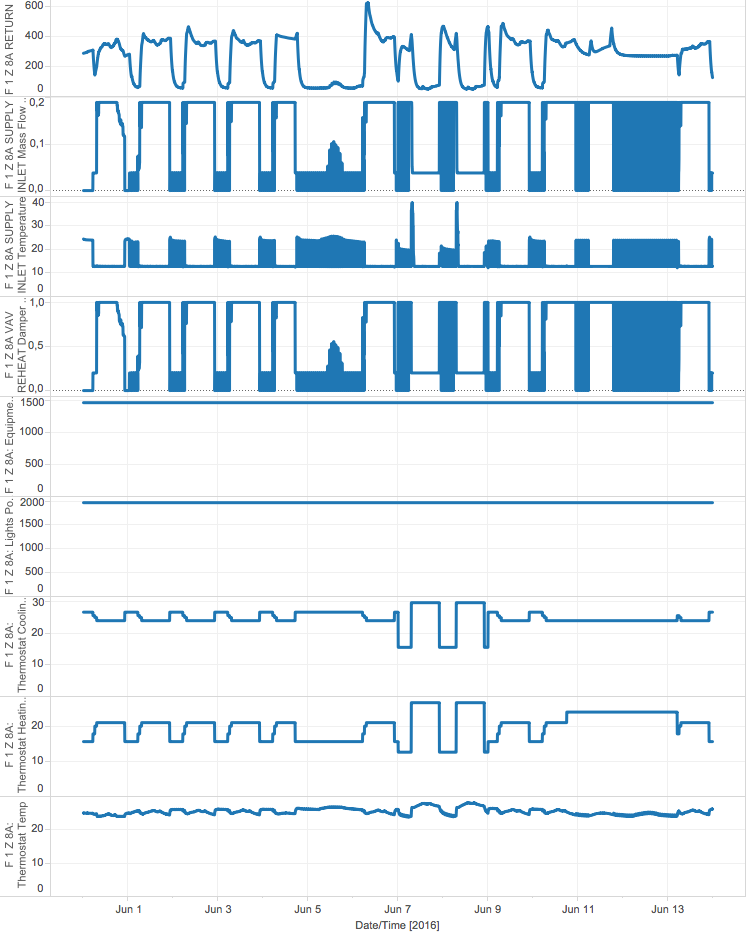 F 1 Z 8A RETURN
600
400
200
0
F 1 Z 8A SUPPLY
INLET Mass Flow ..
0,2
0,1
0,0
F 1 Z 8A SUPPLY
INLET Temperature
40
30
20
10
0
F 1 Z 8A VAV
REHEAT Damper ..
1,0
0,5
0,0
F 1 Z 8A: Equipme..
1500
1000
500
0
F 1 Z 8A: Lights Po..
2000
1500
1000
500
0
F 1 Z 8A:
Thermostat Coolin..
30
20
10
0
F 1 Z 8A:
Thermostat Heatin..
20
10
0
F 1 Z 8A:
Thermostat Temp
20
10
0
Jun 1 Jun 3 Jun 5 Jun 7 Jun 9 Jun 11 Jun 13
Date/Time [2016]